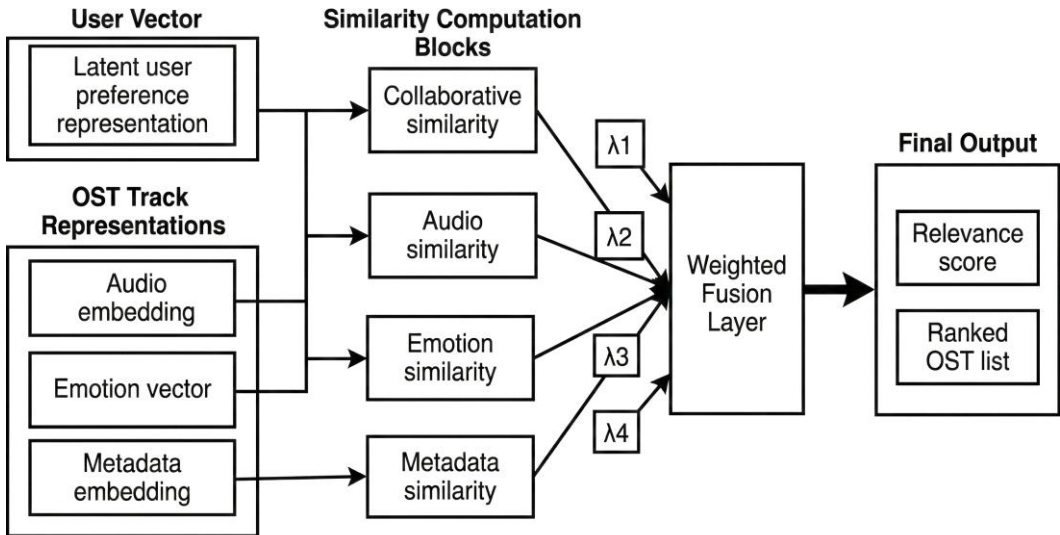 User Vector
Latent user
preference
representation
OST Track
Representations
Audio
embedding
Emotion vector
Metadata
embedding
Similarity Computation
Blocks
Collaborative
similarity
Audio
similarity
Emotion
similarity
Metadata
similarity
λ1
λ2
λ3
λ4
Weighted
Fusion
Layer
Final Output
Relevance
score
Ranked
OST list